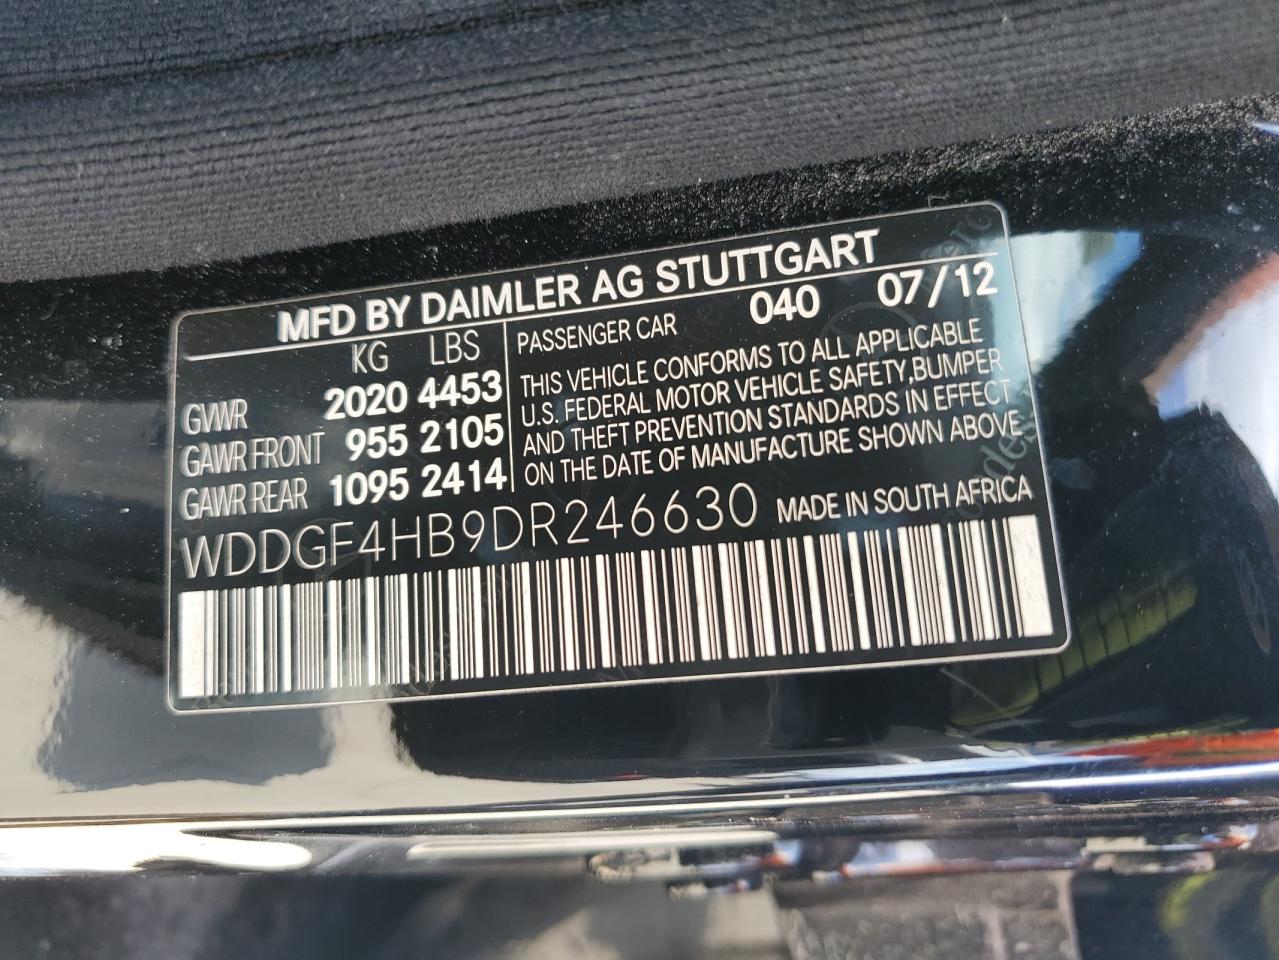 MFD BY DAIMLER AG STUTTGART
KG LBS
GVWR 2020 4453
GAWR FRONT 955 2105
GAWR REAR 1095 2414
PASSENGER CAR 040 07/12
THIS VEHICLE CONFORMS TO ALL APPLICABLE
U.S. FEDERAL MOTOR VEHICLE SAFETY,BUMPER
AND THEFT PREVENTION STANDARDS IN EFFECT
ON THE DATE OF MANUFACTURE SHOWN ABOVE
WDDGF4HB9DR246630 MADE IN SOUTH AFRICA